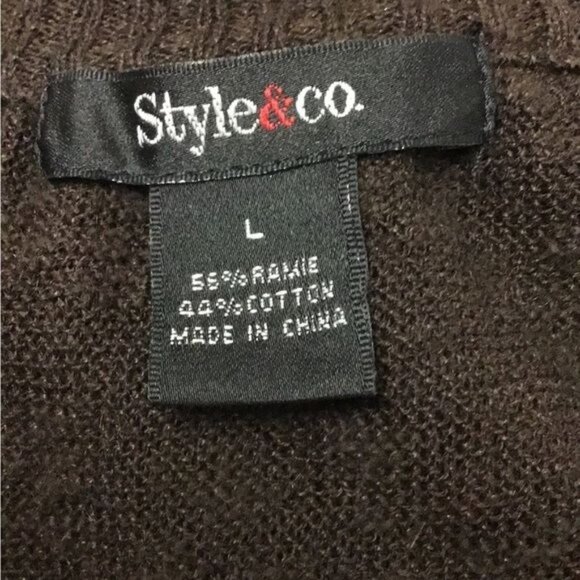 Style&co.
L
56%RAMIE
44%COTTON
MADE IN CHINA